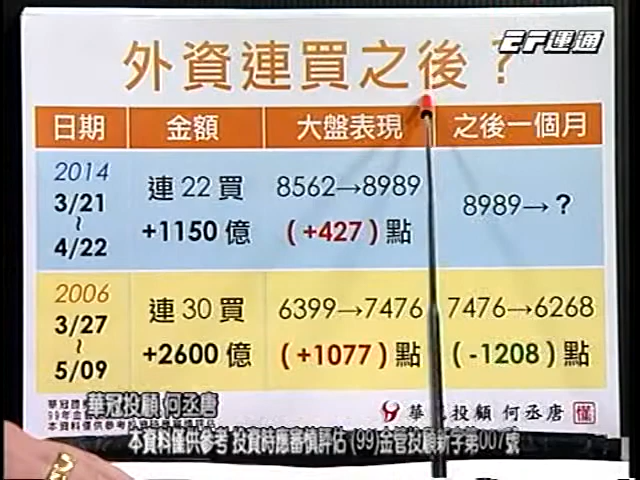 外資連買之後？
EF運通
日期 金額 大盤表現 之後一個月
2014 3/21 ~ 4/22 連22買 +1150億 8562→8989 (+427)點 8989→？
2006 3/27 ~ 5/09 連30買 +2600億 6399→7476 (+1077)點 7476→6268 (-1208)點
華冠投顧 何丞唐 懂
華冠投顧 何丞唐
本資料僅供參考 投資時應審慎評估 (99)金管投顧新字第007號